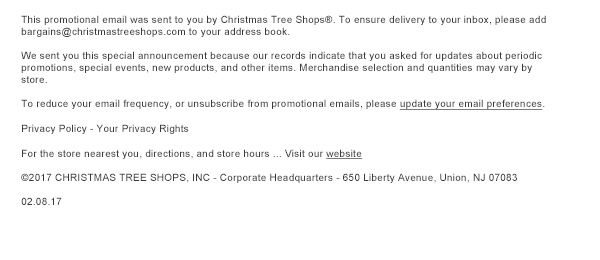 This promotional email was sent to you by Christmas Tree Shops®. To ensure delivery to your inbox, please add
bargains@christmastreeshops.com to your address book.
We sent you this special announcement because our records indicate that you asked for updates about periodic
promotions, special events, new products, and other items. Merchandise selection and quantities may vary by
store.
To reduce your email frequency, or unsubscribe from promotional emails, please update your email preferences.
Privacy Policy - Your Privacy Rights
For the store nearest you, directions, and store hours ... Visit our website
©2017 CHRISTMAS TREE SHOPS, INC - Corporate Headquarters - 650 Liberty Avenue, Union, NJ 07083
02.08.17